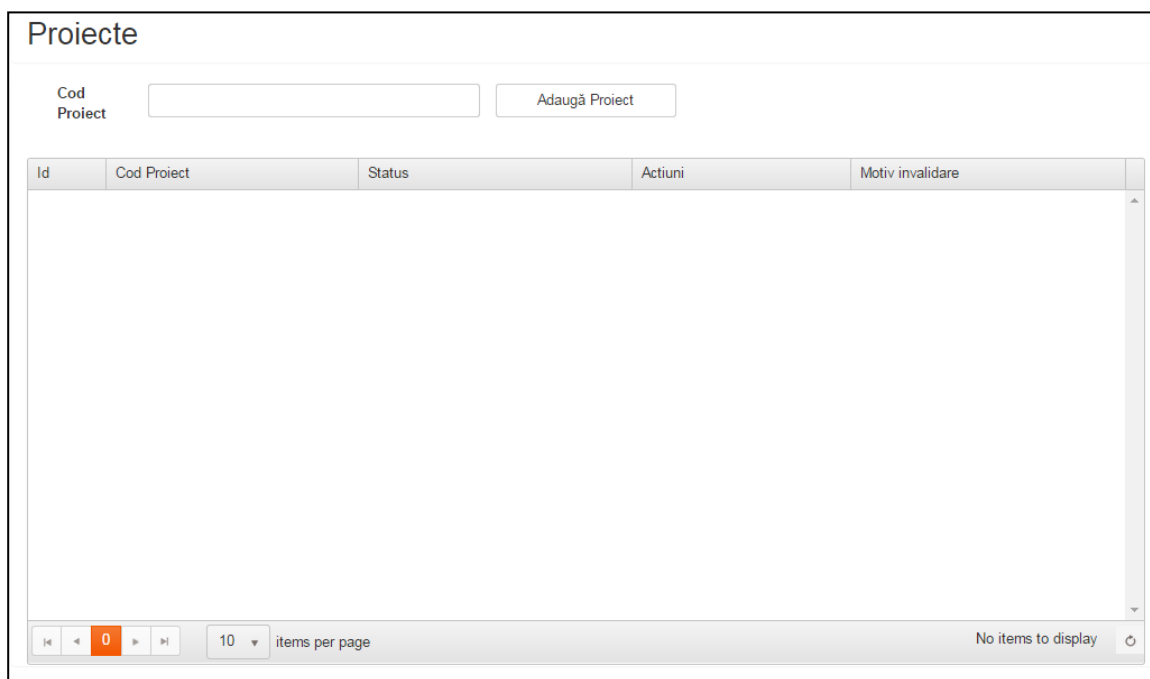 Proiecte
Cod
Proiect
Adaugă Proiect
Id Cod Proiect Status Actiuni Motiv invalidare
0 10 items per page No items to display